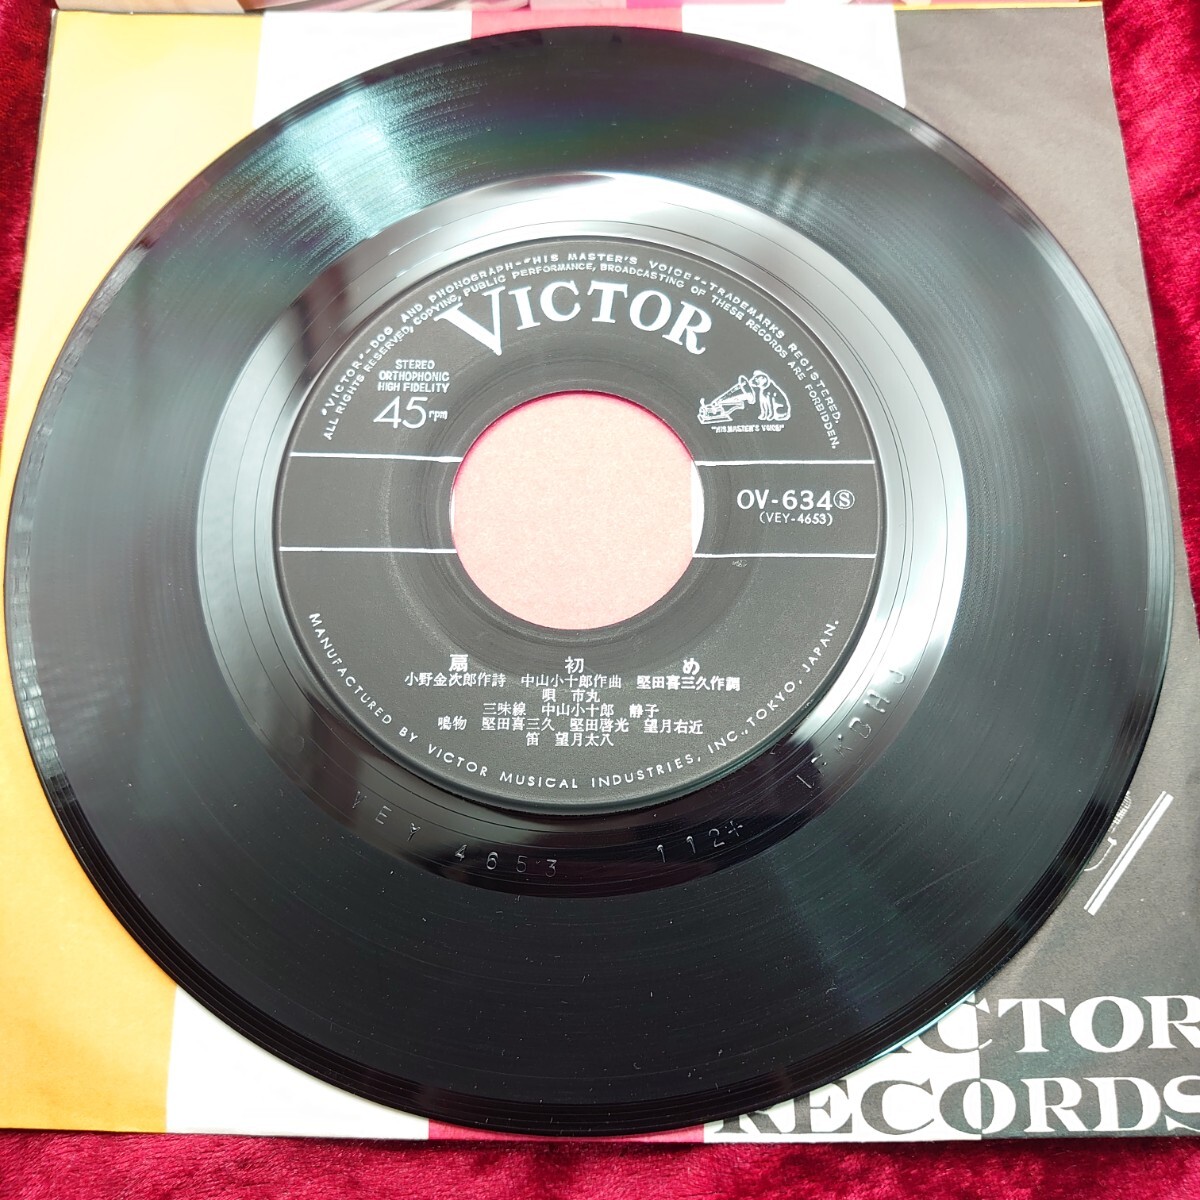 "VICTOR"-DOG AND PHONOGRAPH-"HIS MASTER'S VOICE"-TRADEMARKS REGISTERED.
ALL RIGHTS RESERVED, COPYING, PUBLIC PERFORMANCE, BROADCASTING OF THESE RECORDS ARE FORBIDDEN.
VICTOR
STEREO
ORTHOPHONIC
HIGH FIDELITY
45rpm
"HIS MASTER'S VOICE"
OV-634Ⓢ
(VEY-4653)
扇初め
小野金次郎作詩 中山小十郎作曲 堅田喜三久作調
唄 市丸
三味線 中山小十郎 静子
鳴物 堅田喜三久 堅田啓光 望月右近
笛 望月太八
MANUFACTURED BY VICTOR MUSICAL INDUSTRIES, INC., TOKYO, JAPAN.
VEY 4653 112+
ICTOR
RECORDS